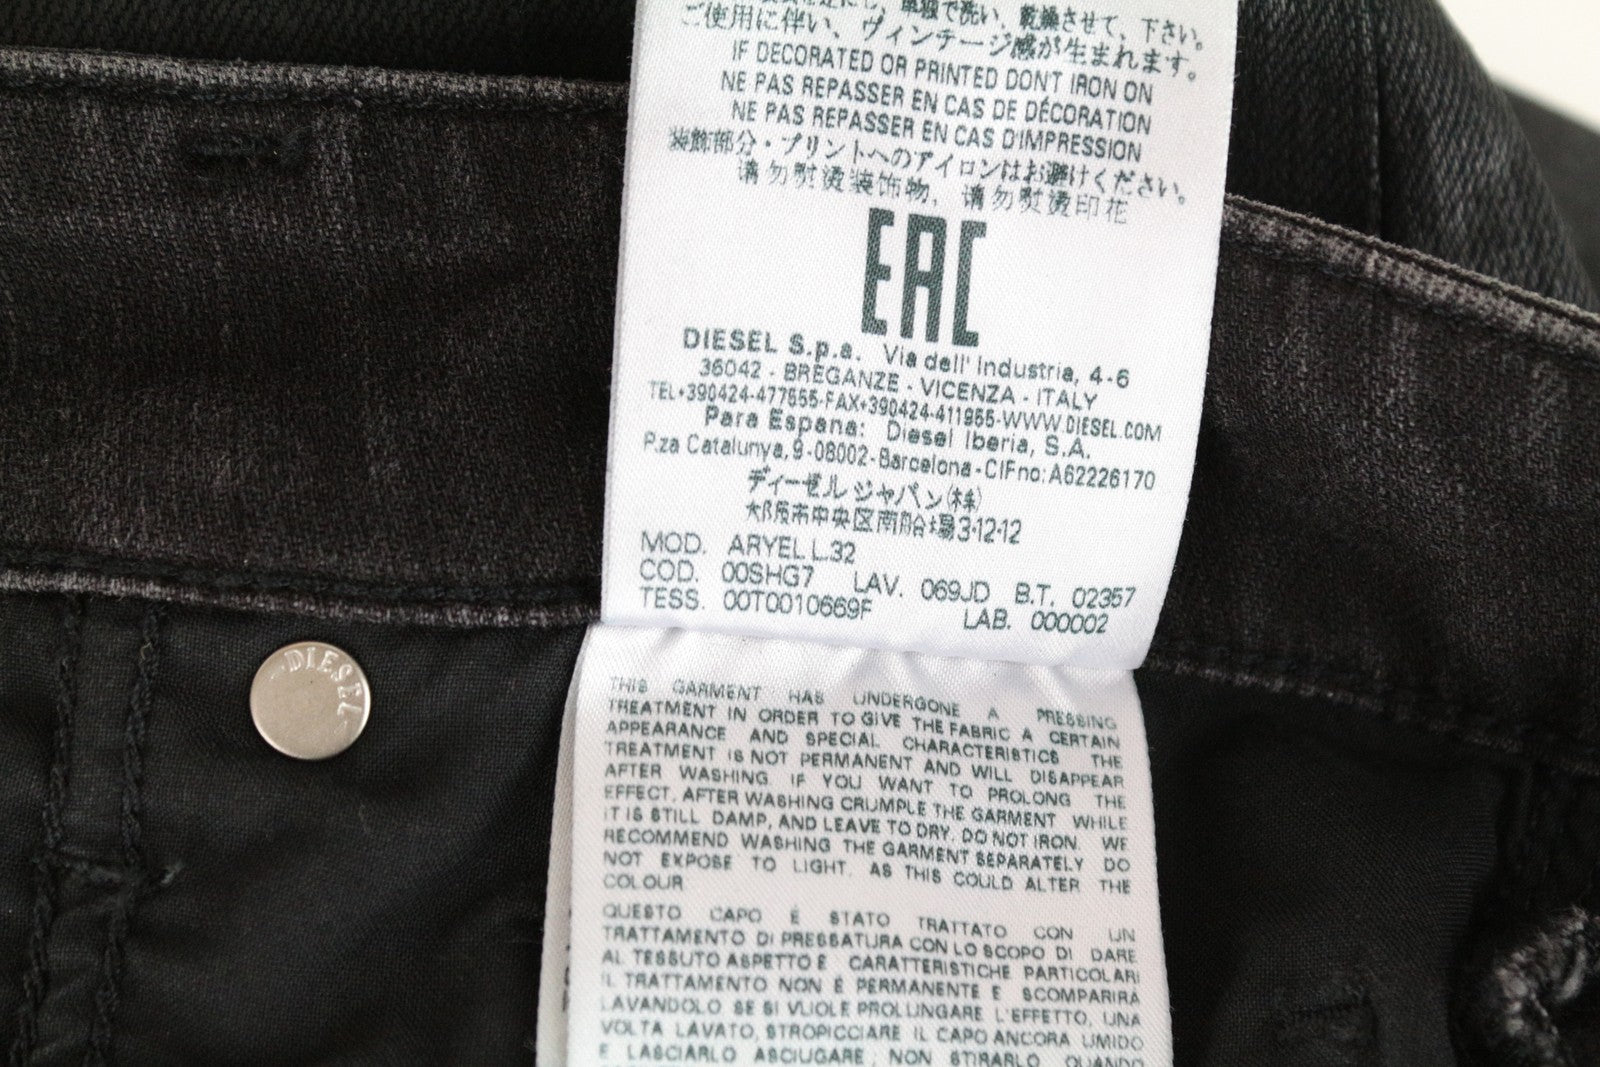 単独で洗い、乾燥させて、下さい。
ご使用に伴い、ヴィンテージ感が生まれます。
IF DECORATED OR PRINTED DONT IRON ON
NE PAS REPASSER EN CAS DE DÉCORATION
NE PAS REPASSER EN CAS D'IMPRESSION
装飾部分・プリントへのアイロンはお避けください。
请勿熨烫装饰物，请勿熨烫印花
EAC
DIESEL S.p.a. Via dell' Industria, 4-6
36042 - BREGANZE - VICENZA - ITALY
TEL+390424-477555-FAX+390424-411955-WWW.DIESEL.COM
Para Espana: Diesel Iberia, S.A.
P.za Catalunya, 9-08002-Barcelona-CIFno:A62226170
ディーゼルジャパン(株)
大阪市中央区南船場3-12-12
MOD. ARYEL L.32
COD. 00SHG7 LAV. 069JD B.T. 02357
TESS. 00T0010669F LAB. 000002
DIESEL
THIS GARMENT HAS UNDERGONE A PRESSING
TREATMENT IN ORDER TO GIVE THE FABRIC A CERTAIN
APPEARANCE AND SPECIAL CHARACTERISTICS THE
TREATMENT IS NOT PERMANENT AND WILL DISAPPEAR
AFTER WASHING. IF YOU WANT TO PROLONG THE
EFFECT, AFTER WASHING CRUMPLE THE GARMENT WHILE
IT IS STILL DAMP, AND LEAVE TO DRY. DO NOT IRON. WE
RECOMMEND WASHING THE GARMENT SEPARATELY DO
NOT EXPOSE TO LIGHT, AS THIS COULD ALTER THE
COLOUR
QUESTO CAPO É STATO TRATTATO CON UN
TRATTAMENTO DI PRESSATURA CON LO SCOPO DI DARE
AL TESSUTO ASPETTO E CARATTERISTICHE PARTICOLARI
IL TRATTAMENTO NON É PERMANENTE E SCOMPARIRÀ
LAVANDOLO SE SI VUOLE PROLUNGARE L'EFFETTO, UNA
VOLTA LAVATO, STROPICCIARE IL CAPO ANCORA UMIDO
E LASCIARLO ASCIUGARE, NON STIRARLO QUANDO